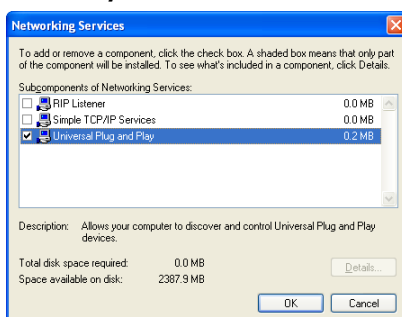 Networking Services
To add or remove a component, click the check box. A shaded box means that only part
of the component will be installed. To see what's included in a component, click Details.
Subcomponents of Networking Services:
RIP Listener 0.0 MB
Simple TCP/IP Services 0.0 MB
Universal Plug and Play 0.2 MB
Description: Allows your computer to discover and control Universal Plug and Play
devices.
Total disk space required: 0.0 MB
Space available on disk: 2387.9 MB
Details...
OK Cancel